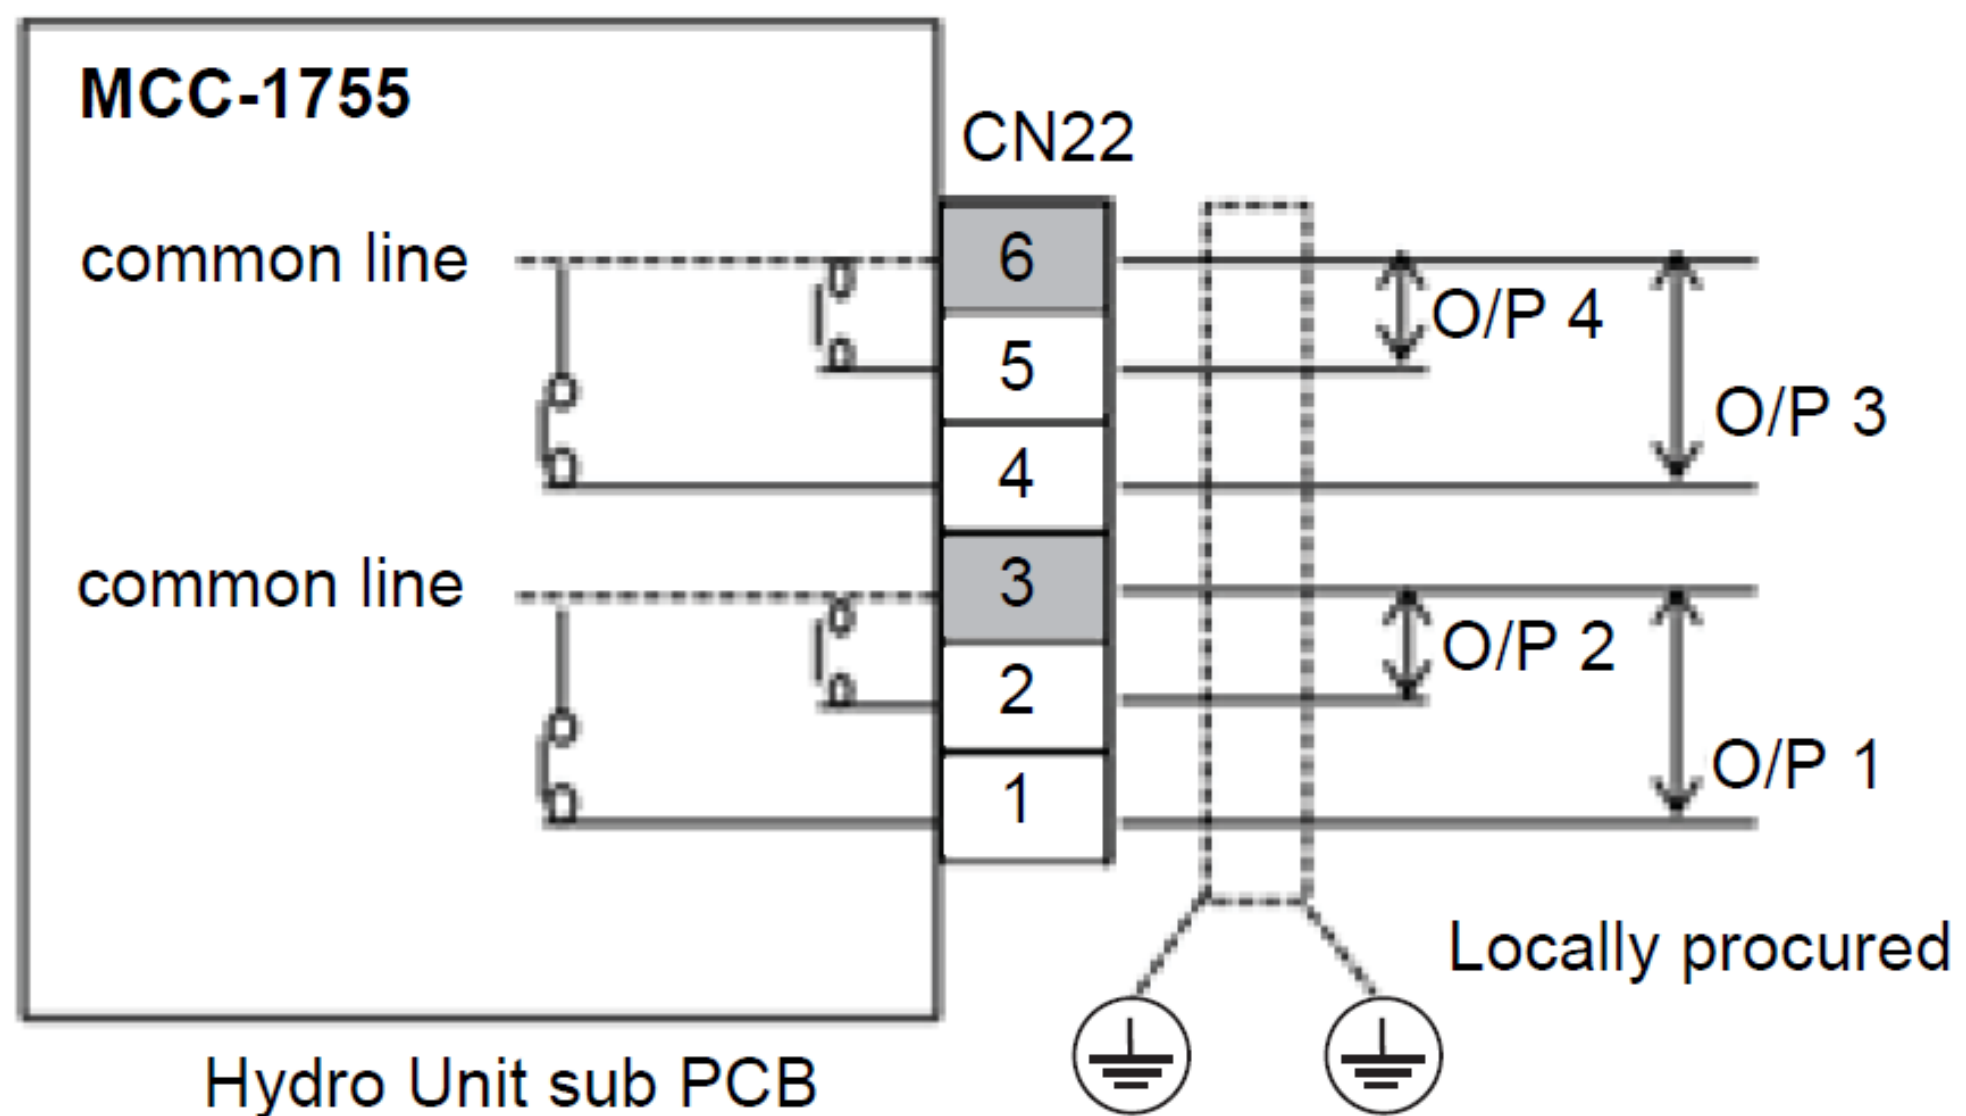 MCC-1755
CN22
common line
6
O/P 4
5
O/P 3
4
common line
3
O/P 2
2
O/P 1
1
Locally procured
Hydro Unit sub PCB